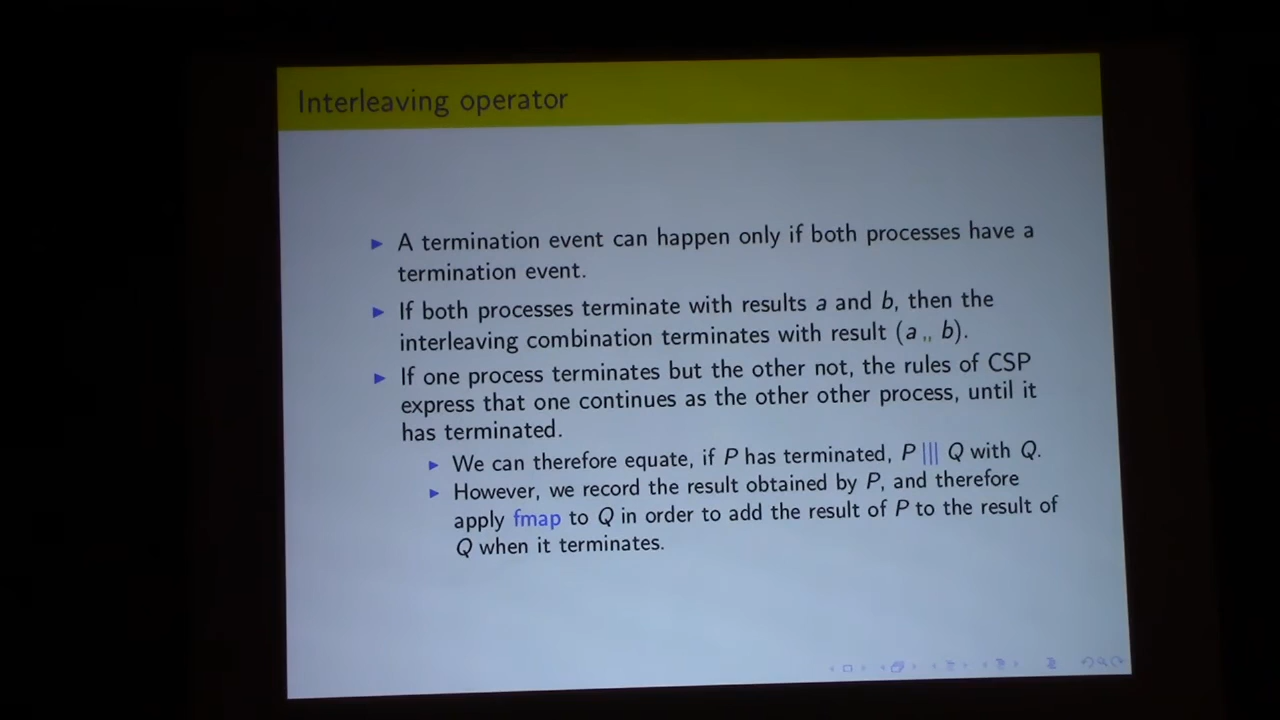 Interleaving operator
A termination event can happen only if both processes have a
termination event.
If both processes terminate with results a and b, then the
interleaving combination terminates with result (a ,, b).
If one process terminates but the other not, the rules of CSP
express that one continues as the other other process, until it
has terminated.
We can therefore equate, if P has terminated, P ||| Q with Q.
However, we record the result obtained by P, and therefore
apply fmap to Q in order to add the result of P to the result of
Q when it terminates.